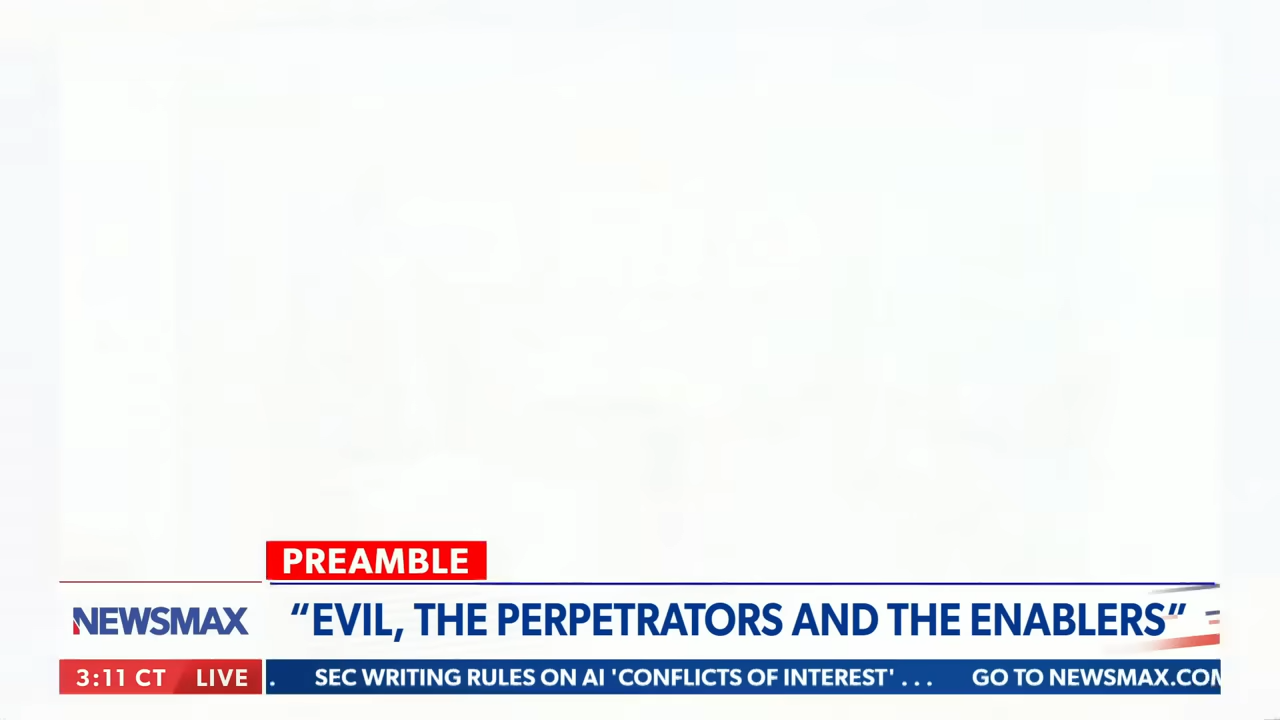 PREAMBLE
NEWSMAX
“EVIL, THE PERPETRATORS AND THE ENABLERS”
3:11 CT LIVE
. SEC WRITING RULES ON AI 'CONFLICTS OF INTEREST' . . . GO TO NEWSMAX.COM